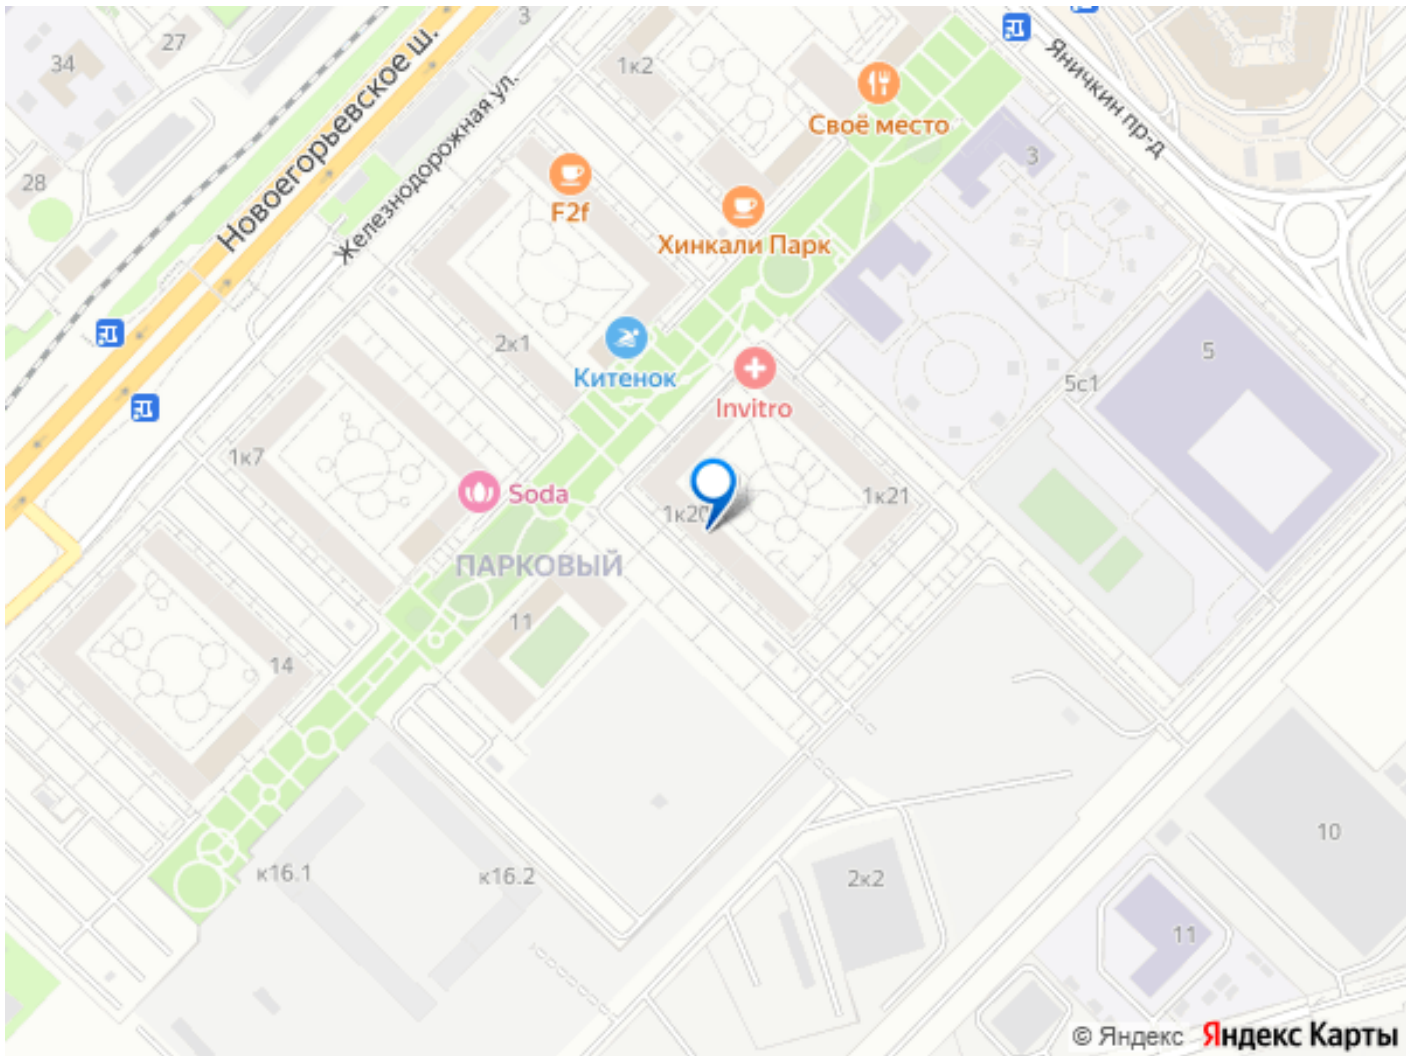 3
27
34
Новоегорьевское ш.
1к2
Яничкин пр-д
Своё место
Железнодорожная ул.
3
28
F2f
Хинкали Парк
2к1
5
Китенок
5с1
Invitro
1к7
Soda
1к20
1к21
ПАРКОВЫЙ
11
14
10
к16.1
к16.2
2к2
11
© Яндекс Яндекс Карты